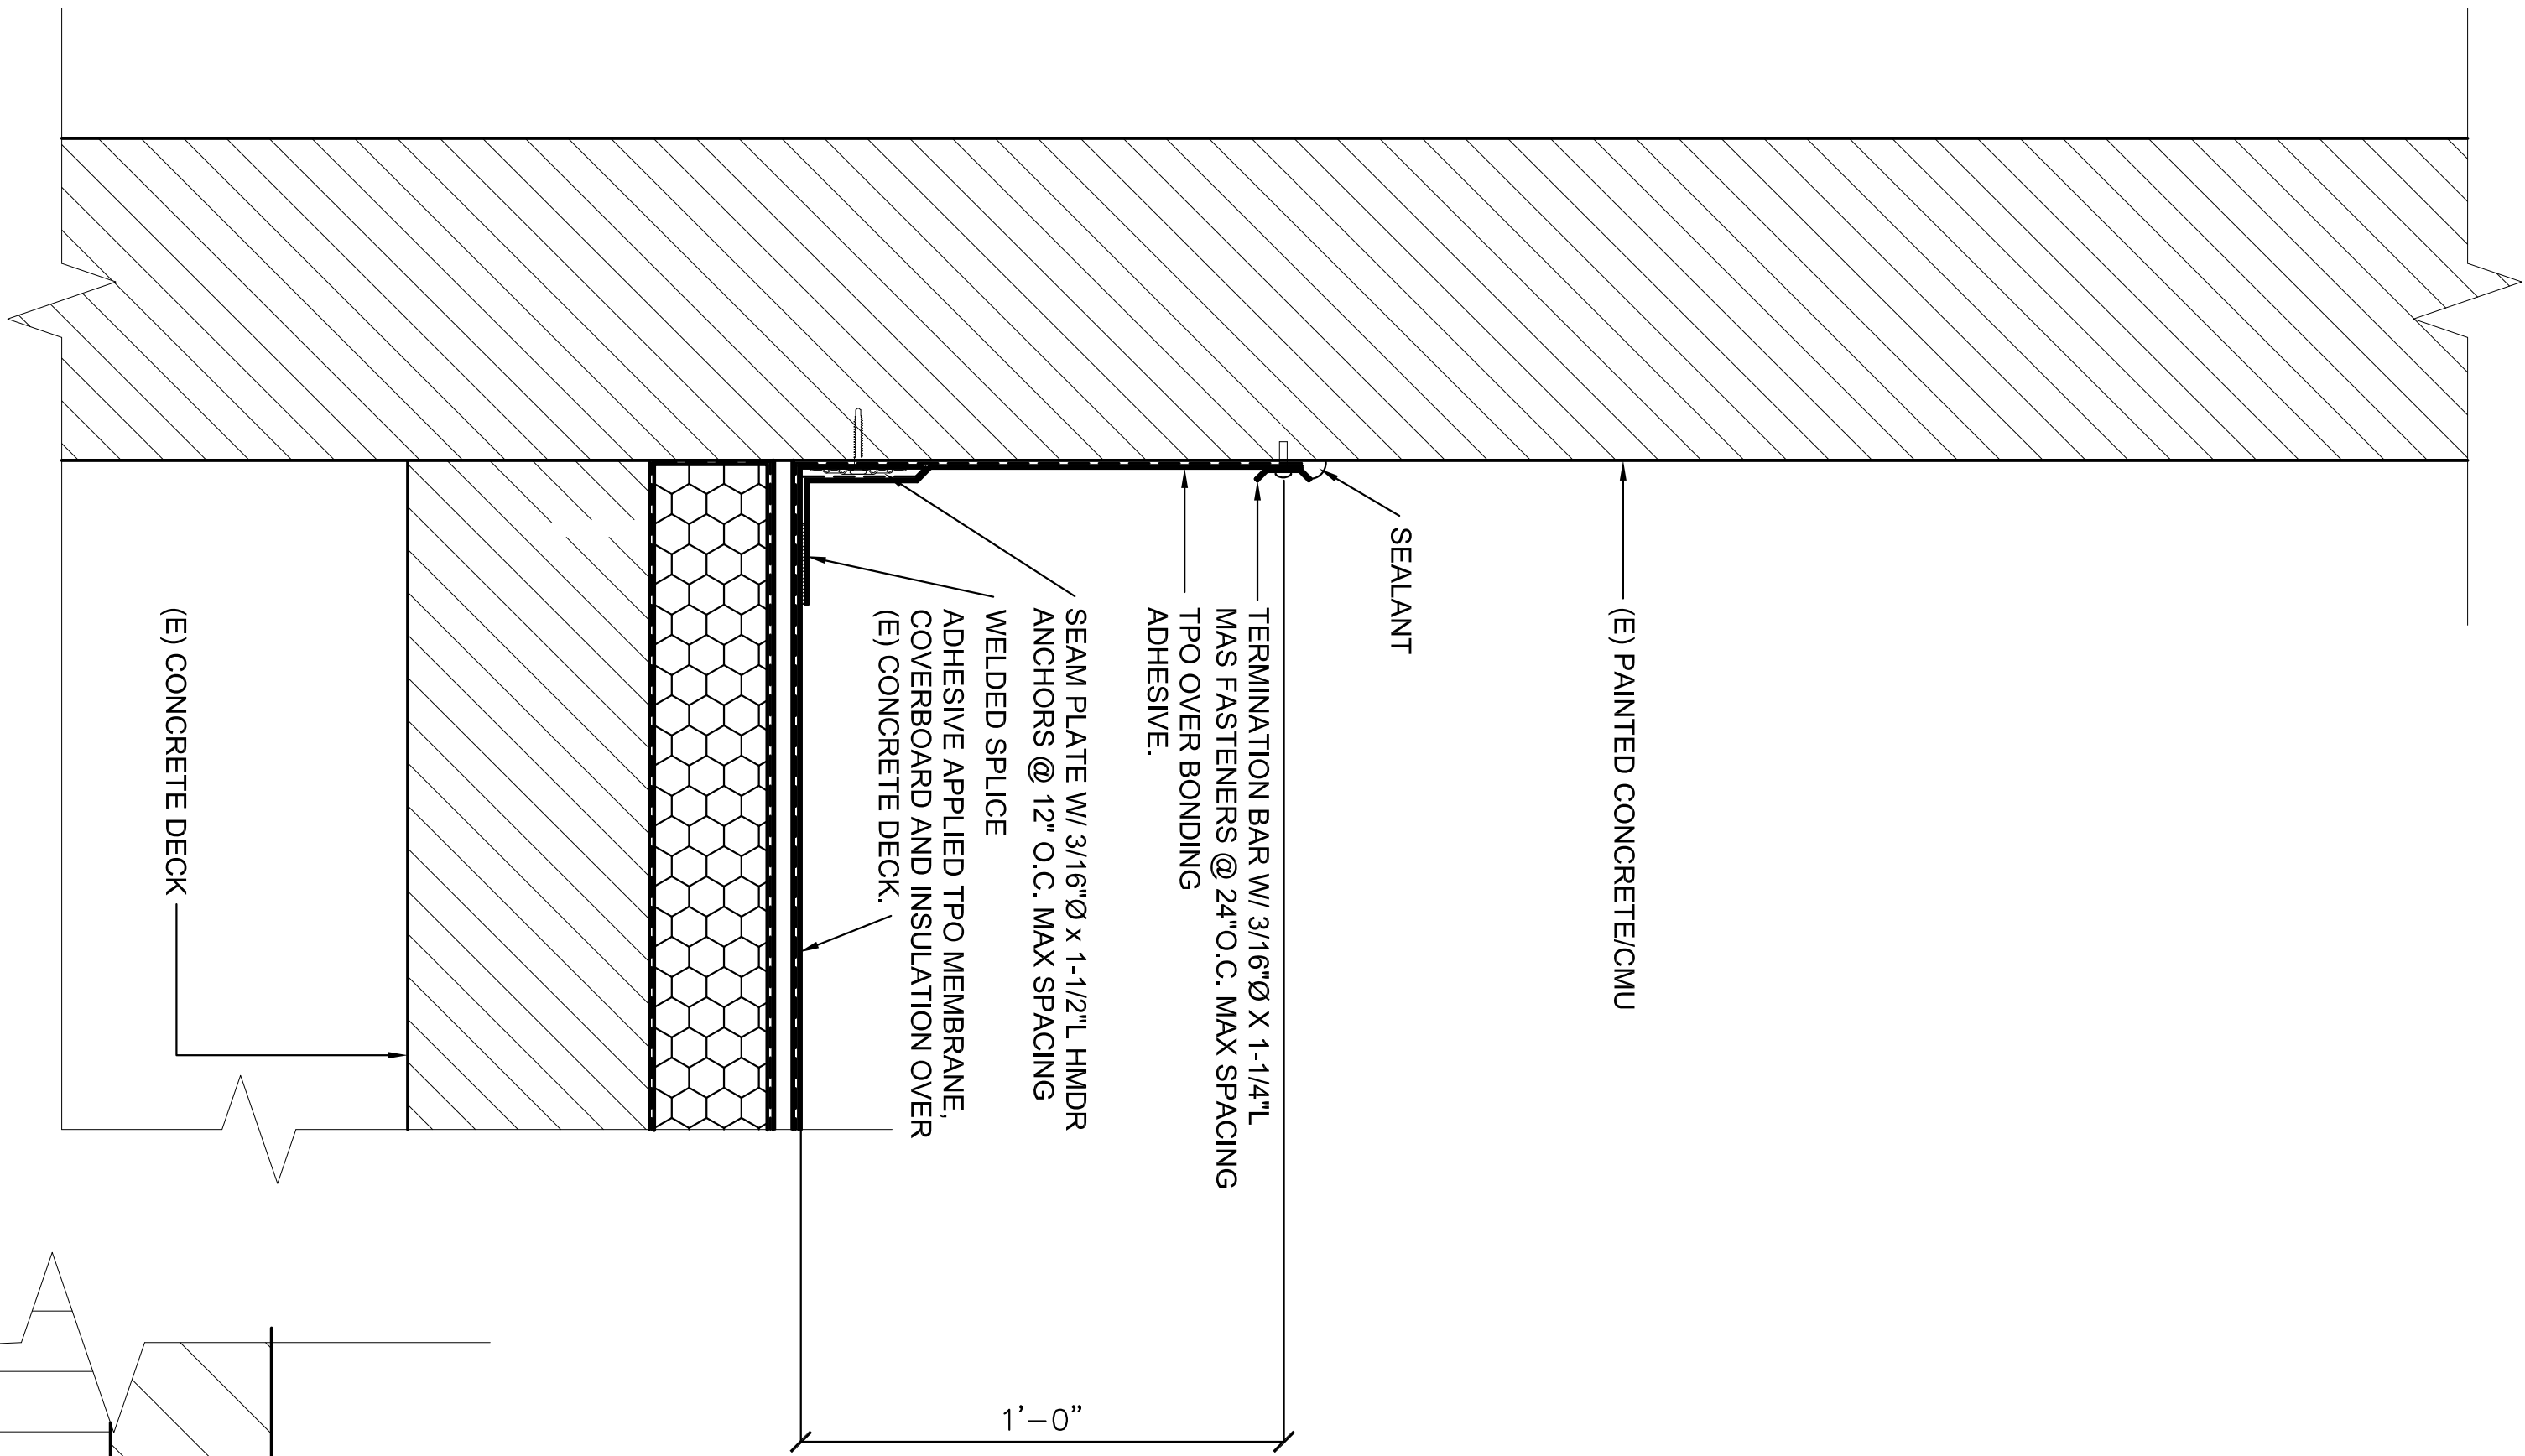 (E) PAINTED CONCRETE/CMU
SEALANT
TERMINATION BAR W/ 3/16"Ø X 1-1/4"L
MAS FASTENERS @ 24"O.C. MAX SPACING
TPO OVER BONDING
ADHESIVE.
SEAM PLATE W/ 3/16"Ø x 1-1/2"L HMDR
ANCHORS @ 12" O.C. MAX SPACING
WELDED SPLICE
ADHESIVE APPLIED TPO MEMBRANE,
COVERBOARD AND INSULATION OVER
(E) CONCRETE DECK.
(E) CONCRETE DECK
1'-0"